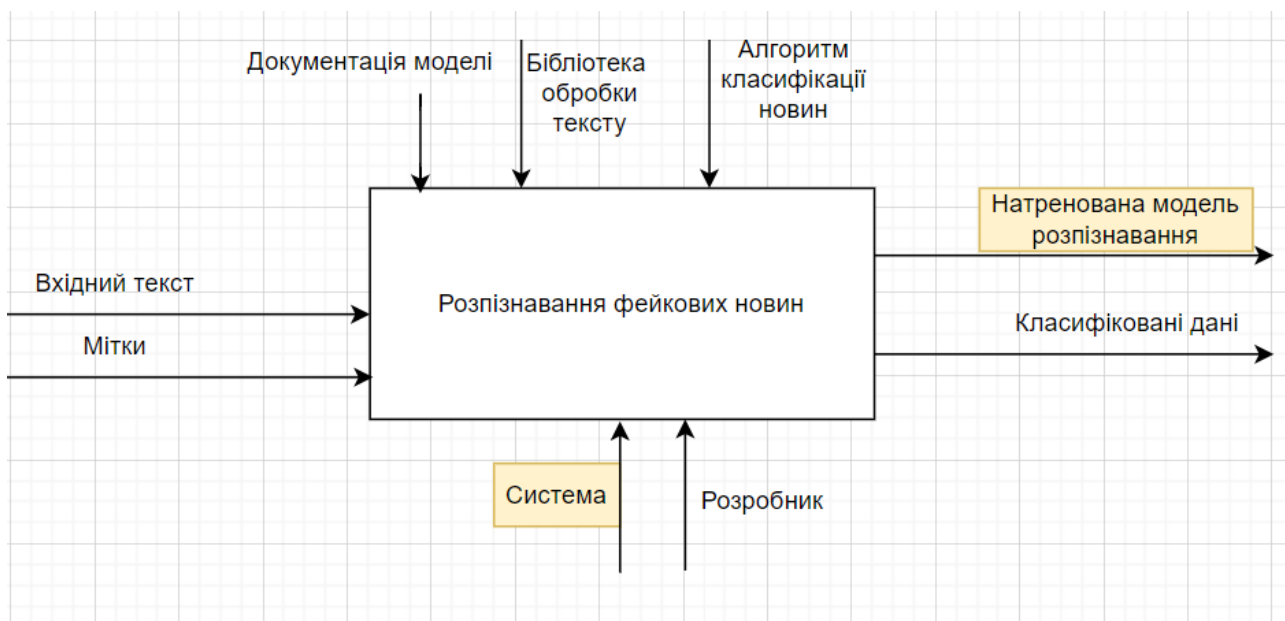 Документація моделі
Бібліотека
обробки
тексту
Алгоритм
класифікації
новин
Натренована модель
розпізнавання
Вхідний текст
Розпізнавання фейкових новин
Класифіковані дані
Мітки
Система
Розробник